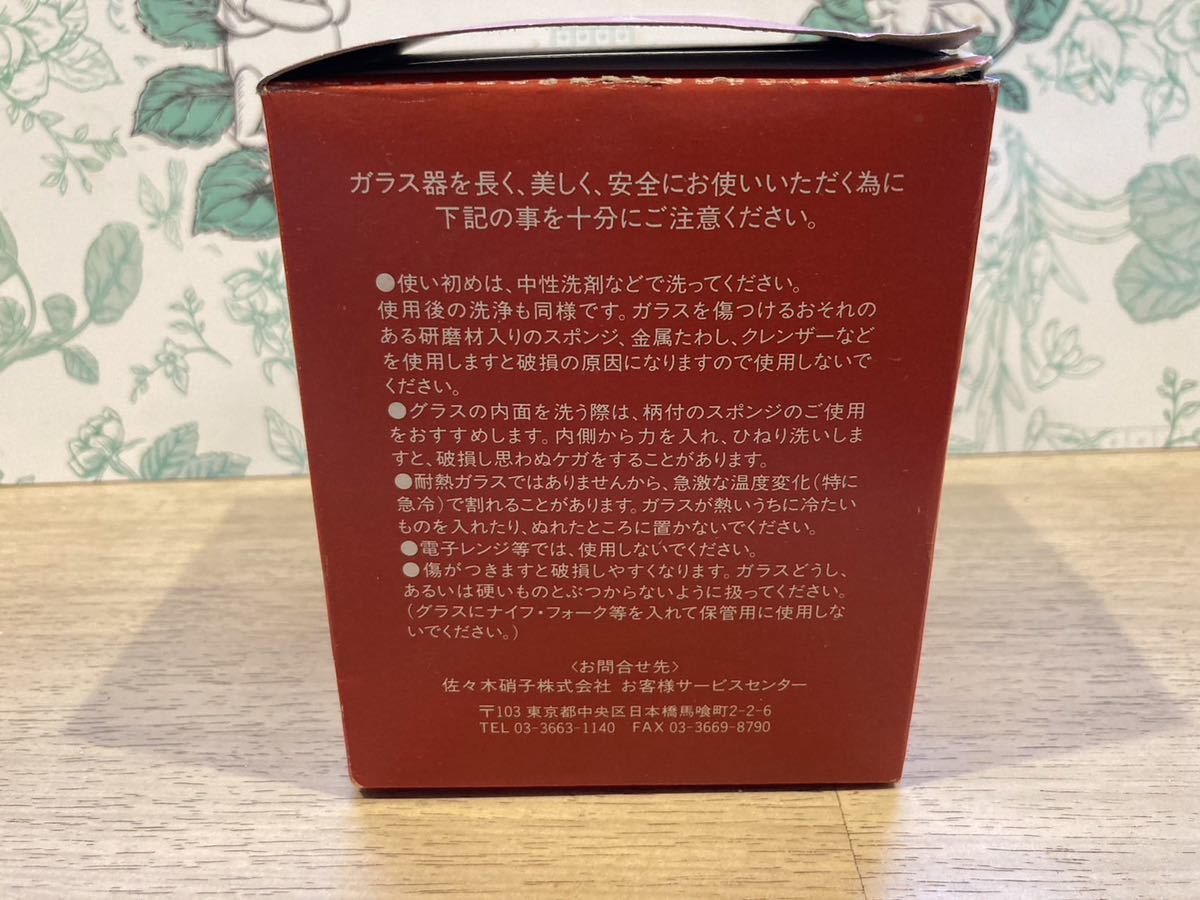 ガラス器を長く、美しく、安全にお使いいただく為に
下記の事を十分にご注意ください。
●使い初めは、中性洗剤などで洗ってください。
使用後の洗浄も同様です。ガラスを傷つけるおそれの
ある研磨材入りのスポンジ、金属たわし、クレンザーなど
を使用しますと破損の原因になりますので使用しないで
ください。
●グラスの内面を洗う際は、柄付のスポンジのご使用
をおすすめします。内側から力を入れ、ひねり洗いしま
すと、破損し思わぬケガをすることがあります。
●耐熱ガラスではありませんから、急激な温度変化(特に
急冷)で割れることがあります。ガラスが熱いうちに冷たい
ものを入れたり、ぬれたところに置かないでください。
●電子レンジ等では、使用しないでください。
●傷がつきますと破損しやすくなります。ガラスどうし、
あるいは硬いものとぶつからないように扱ってください。
(グラスにナイフ・フォーク等を入れて保管用に使用しな
いでください。)
〈お問合せ先〉
佐々木硝子株式会社 お客様サービスセンター
〒103 東京都中央区日本橋馬喰町2-2-6
TEL 03-3663-1140 FAX 03-3669-8790